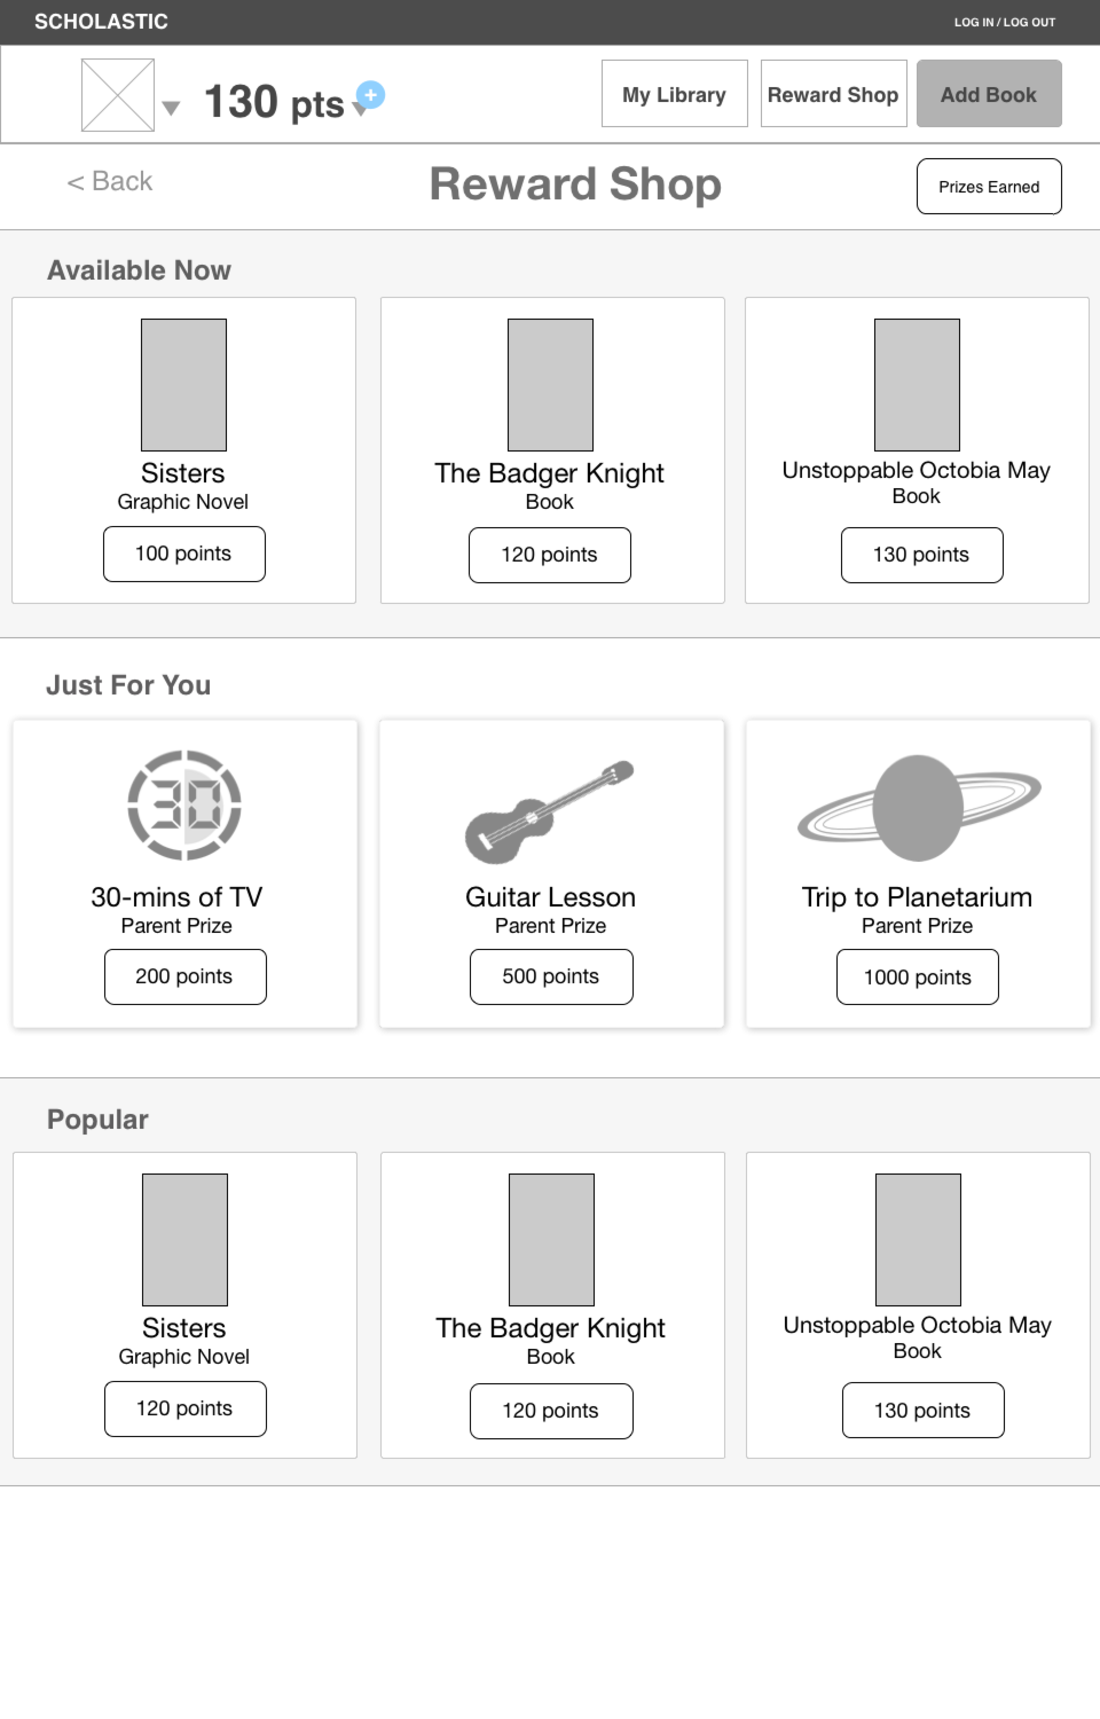 SCHOLASTIC
LOG IN / LOG OUT
130 pts
+
My Library
Reward Shop
Add Book
< Back
Reward Shop
Prizes Earned
Available Now
Sisters
Graphic Novel
100 points
The Badger Knight
Book
120 points
Unstoppable Octobia May
Book
130 points
Just For You
30
30-mins of TV
Parent Prize
200 points
Guitar Lesson
Parent Prize
500 points
Trip to Planetarium
Parent Prize
1000 points
Popular
Sisters
Graphic Novel
120 points
The Badger Knight
Book
120 points
Unstoppable Octobia May
Book
130 points